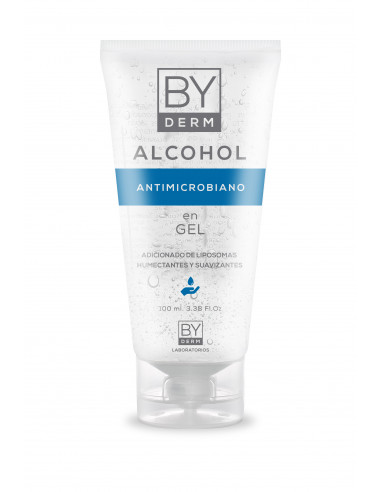 BY
DERM
ALCOHOL
ANTIMICROBIANO
en
GEL
ADICIONADO DE LIPOSOMAS
HUMECTANTES Y SUAVIZANTES
100 ml. 3.38 Fl.Oz
BY
DERM
LABORATORIOS